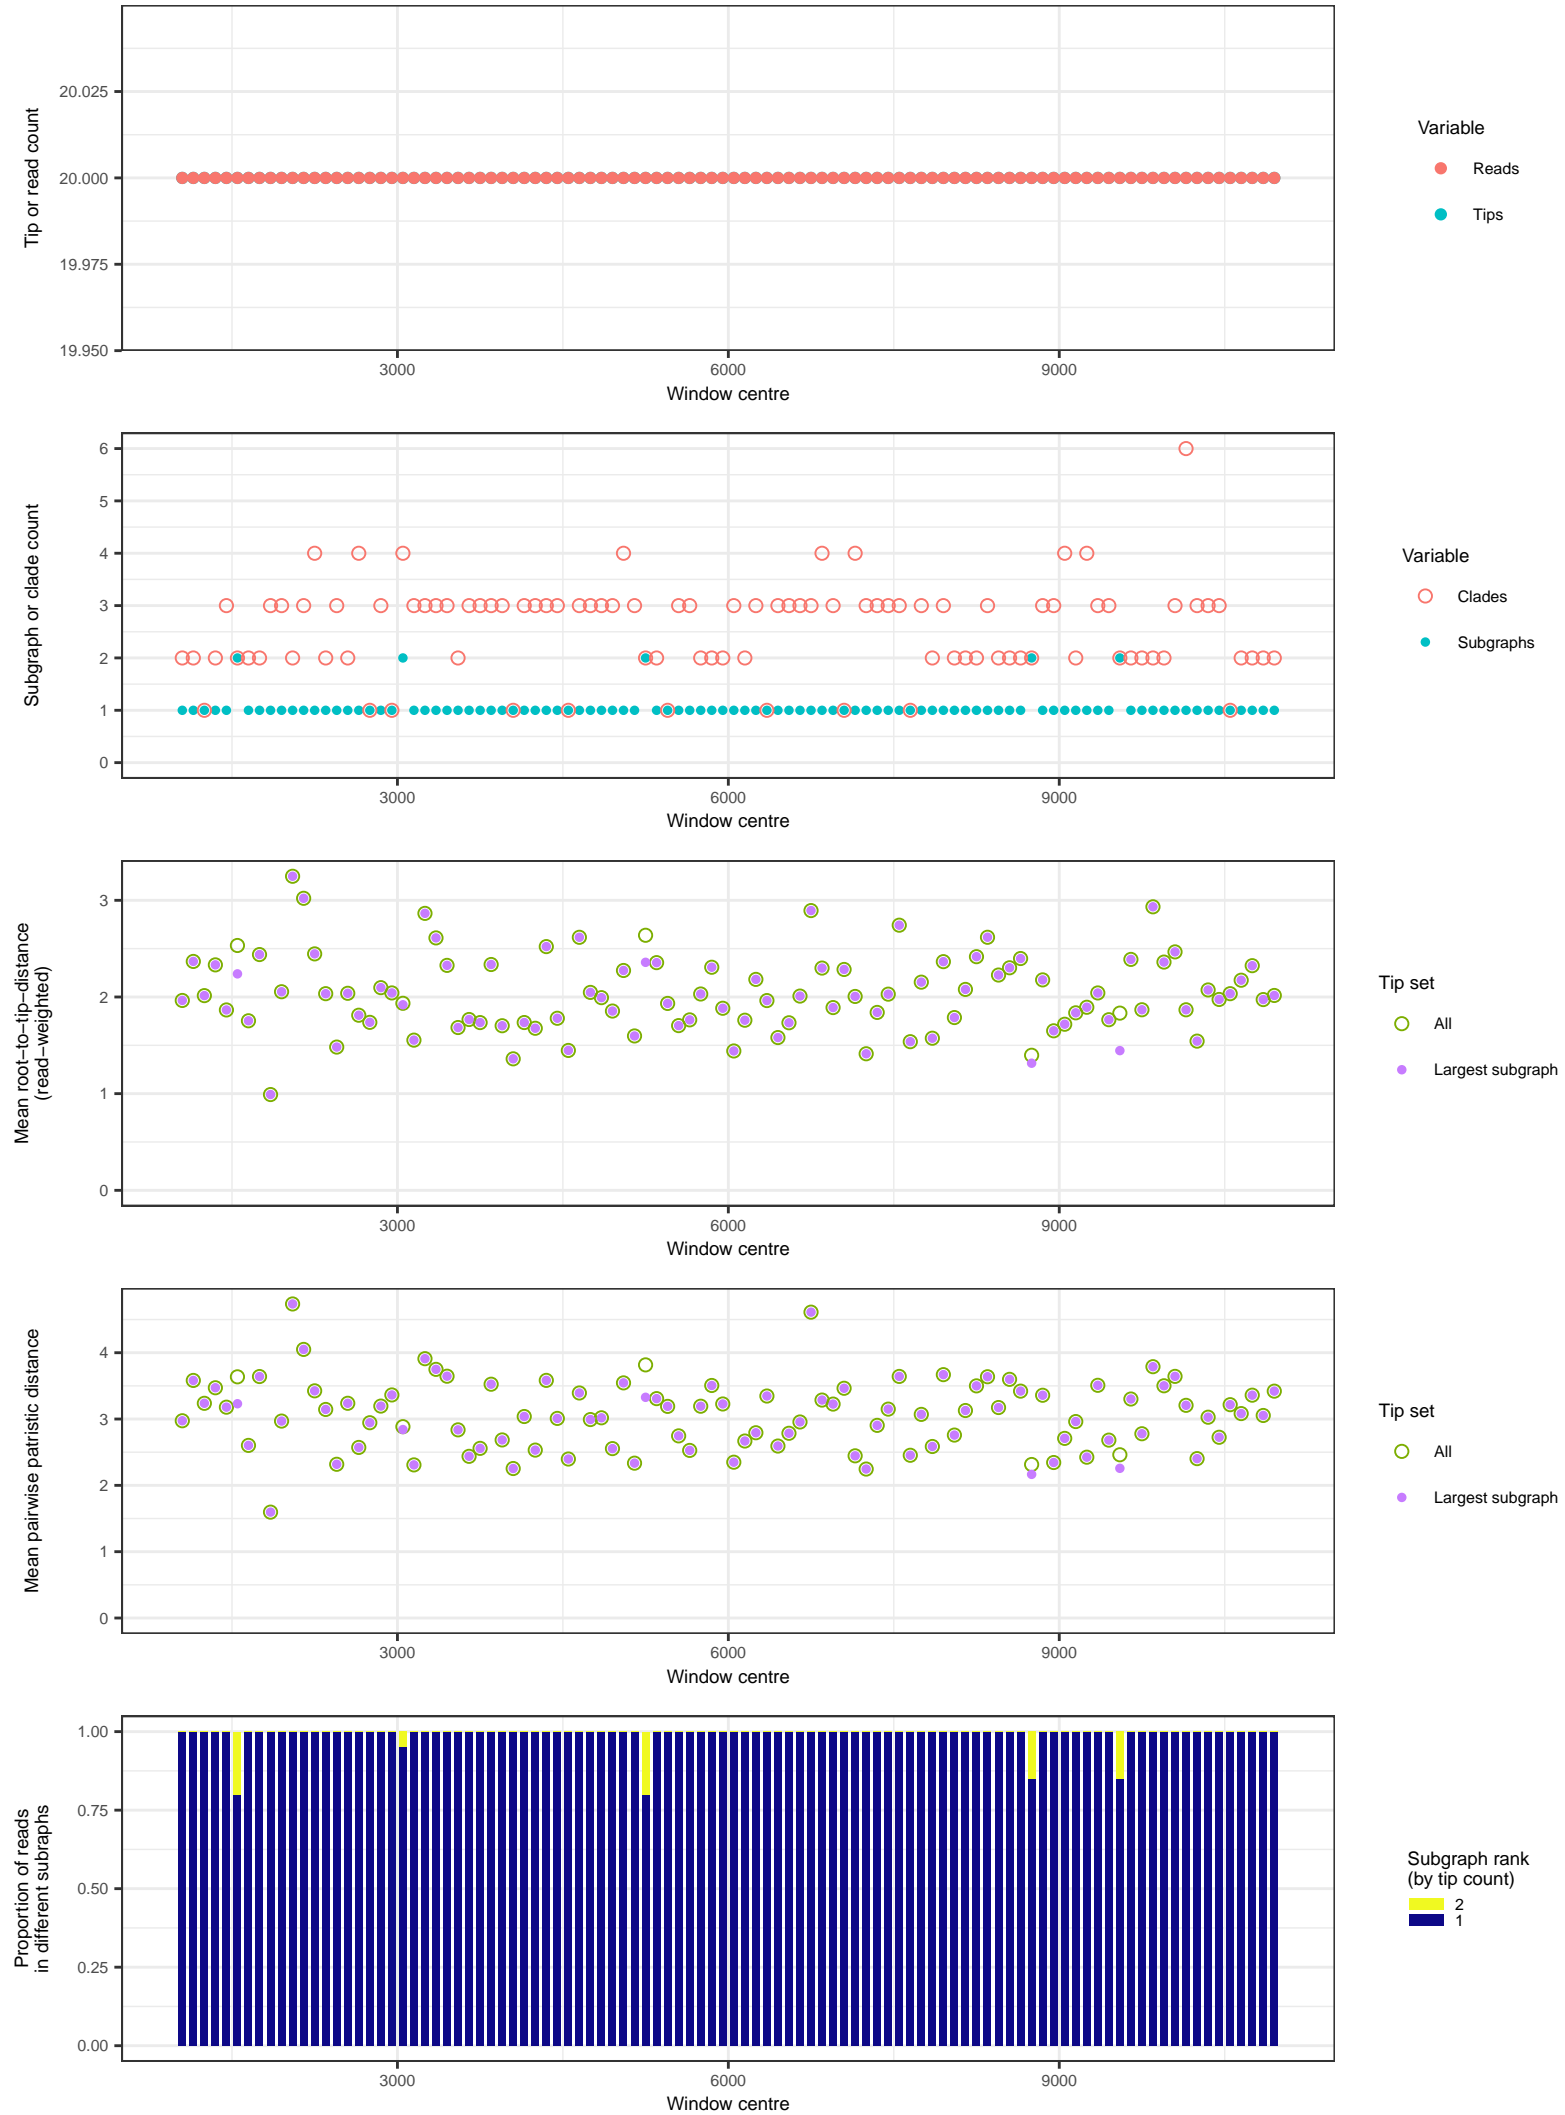 20.025
20.000
19.975
19.950
Tip or read count
3000 6000 9000
Window centre
Variable
Reads
Tips
6
5
4
3
2
1
0
Subgraph or clade count
3000 6000 9000
Window centre
Variable
Clades
Subgraphs
3
2
1
0
Mean root−to−tip−distance
(read−weighted)
3000 6000 9000
Window centre
Tip set
All
Largest subgraph
4
3
2
1
0
Mean pairwise patristic distance
3000 6000 9000
Window centre
Tip set
All
Largest subgraph
1.00
0.75
0.50
0.25
0.00
Proportion of reads
in different subraphs
3000 6000 9000
Window centre
Subgraph rank
(by tip count)
2
1